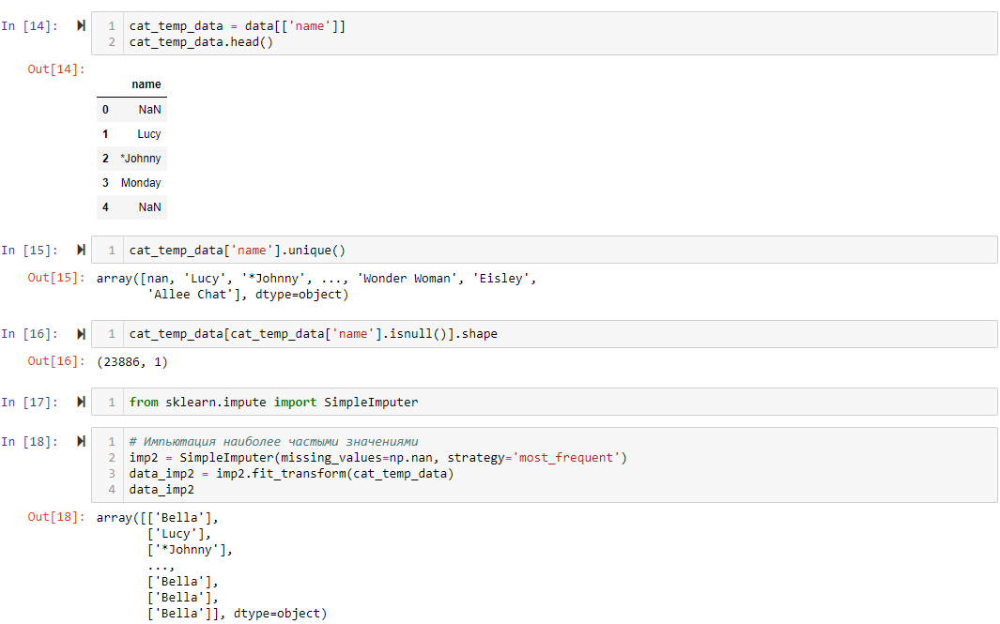 In [14]:
1 cat_temp_data = data[['name']]
2 cat_temp_data.head()
Out[14]:
name
0 NaN
1 Lucy
2 *Johnny
3 Monday
4 NaN
In [15]:
1 cat_temp_data['name'].unique()
Out[15]: array([nan, 'Lucy', '*Johnny', ..., 'Wonder Woman', 'Eisley',
'Allee Chat'], dtype=object)
In [16]:
1 cat_temp_data[cat_temp_data['name'].isnull()].shape
Out[16]: (23886, 1)
In [17]:
1 from sklearn.impute import SimpleImputer
In [18]:
1 # Импьютация наиболее частыми значениями
2 imp2 = SimpleImputer(missing_values=np.nan, strategy='most_frequent')
3 data_imp2 = imp2.fit_transform(cat_temp_data)
4 data_imp2
Out[18]: array([['Bella'],
['Lucy'],
['*Johnny'],
...,
['Bella'],
['Bella'],
['Bella']], dtype=object)